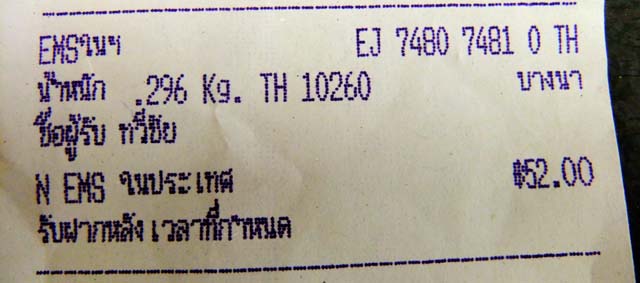 EMSในฯ EJ 7480 7481 0 TH
น้ำหนัก .296 Kg. TH 10260 บางนา
ชื่อผู้รับ ทวีชัย
N EMS ในประเทศ ฿52.00
รับฝากหลัง เวลาที่กำหนด